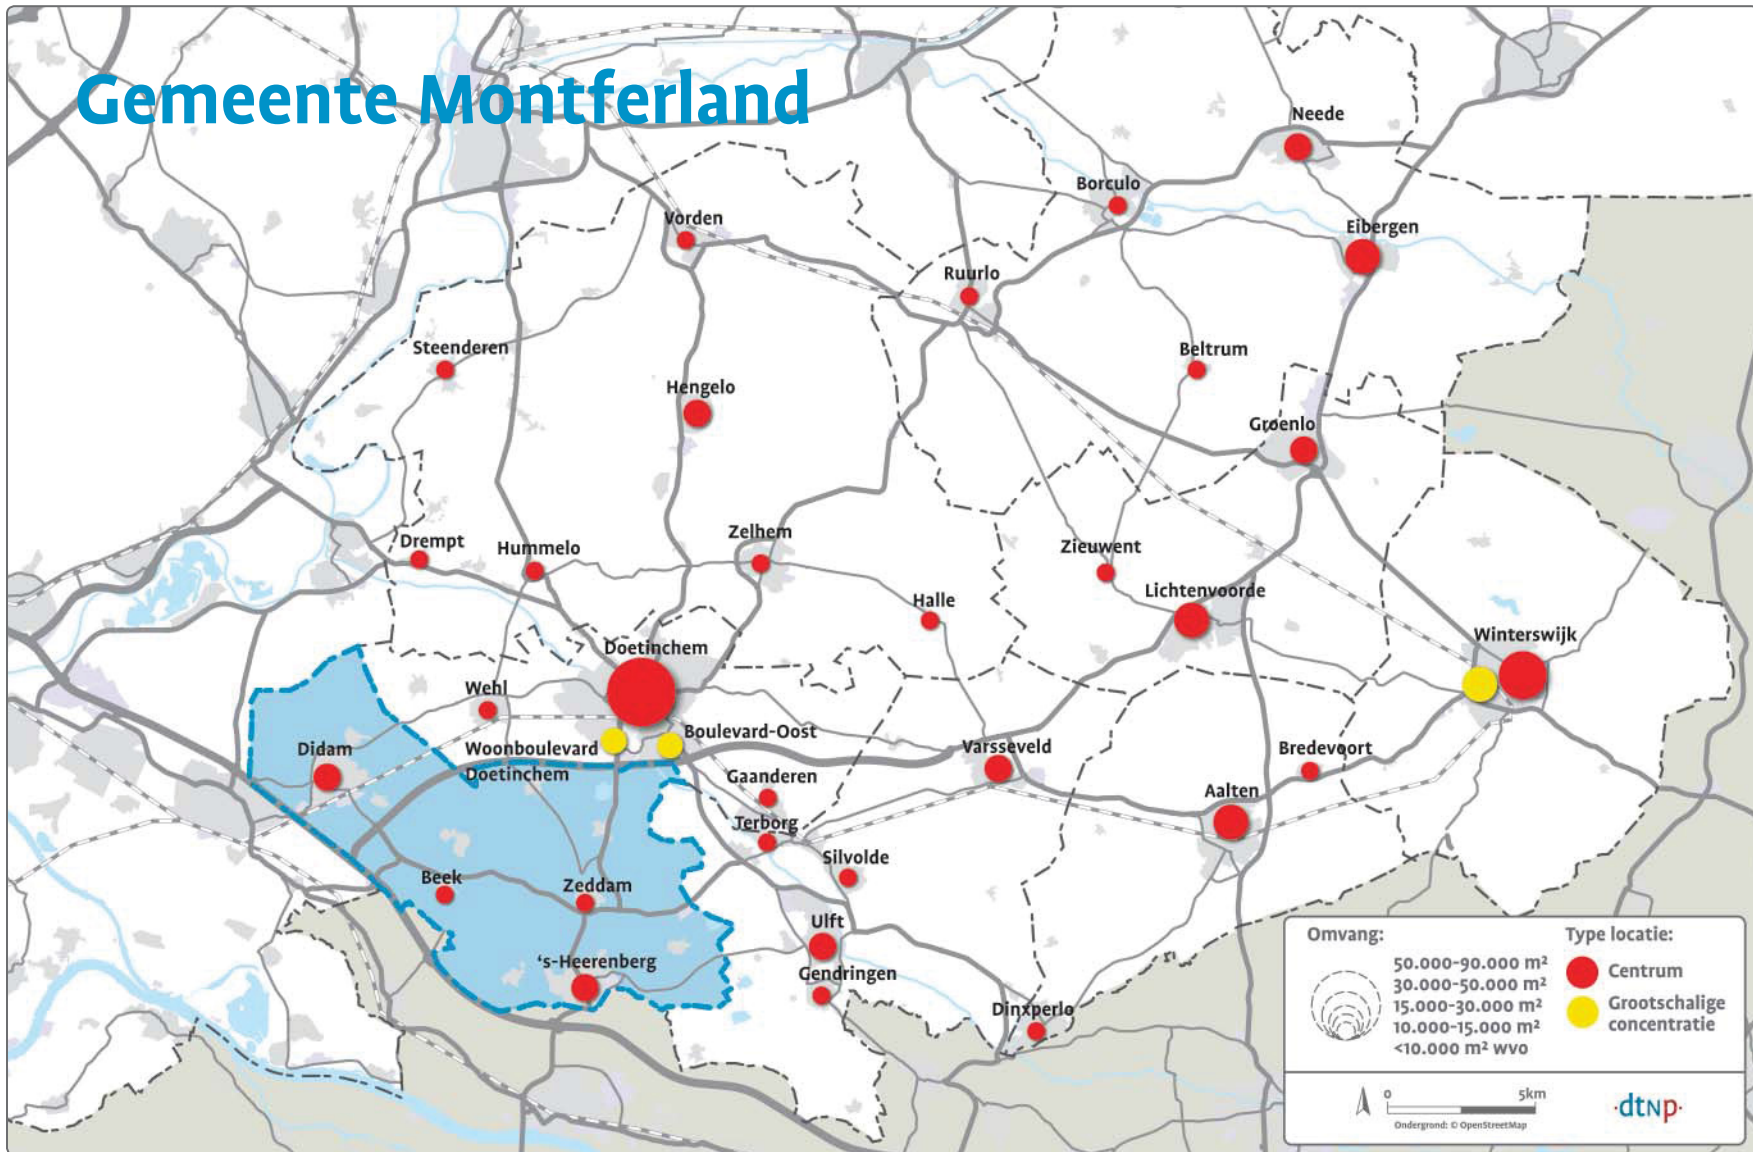 Gemeente Montferland
Neede
Borculo
Vorden
Eibergen
Ruurlo
Steenderen
Beltrum
Hengelo
Groenlo
Drempt
Hummelo
Zelhem
Zieuwent
Halle
Lichtenvoorde
Winterswijk
Doetinchem
Wehl
Didam
Woonboulevard
Doetinchem
Boulevard-Oost
Varsseveld
Bredevoort
Gaanderen
Aalten
Terborg
Silvolde
Beek
Zeddam
Ulft
's-Heerenberg
Gendringen
Dinxperlo
Omvang:
50.000-90.000 m²
30.000-50.000 m²
15.000-30.000 m²
10.000-15.000 m²
<10.000 m² wvo
Type locatie:
Centrum
Grootschalige
concentratie
0 5km
Ondergrond: © OpenStreetMap
·dtnp·